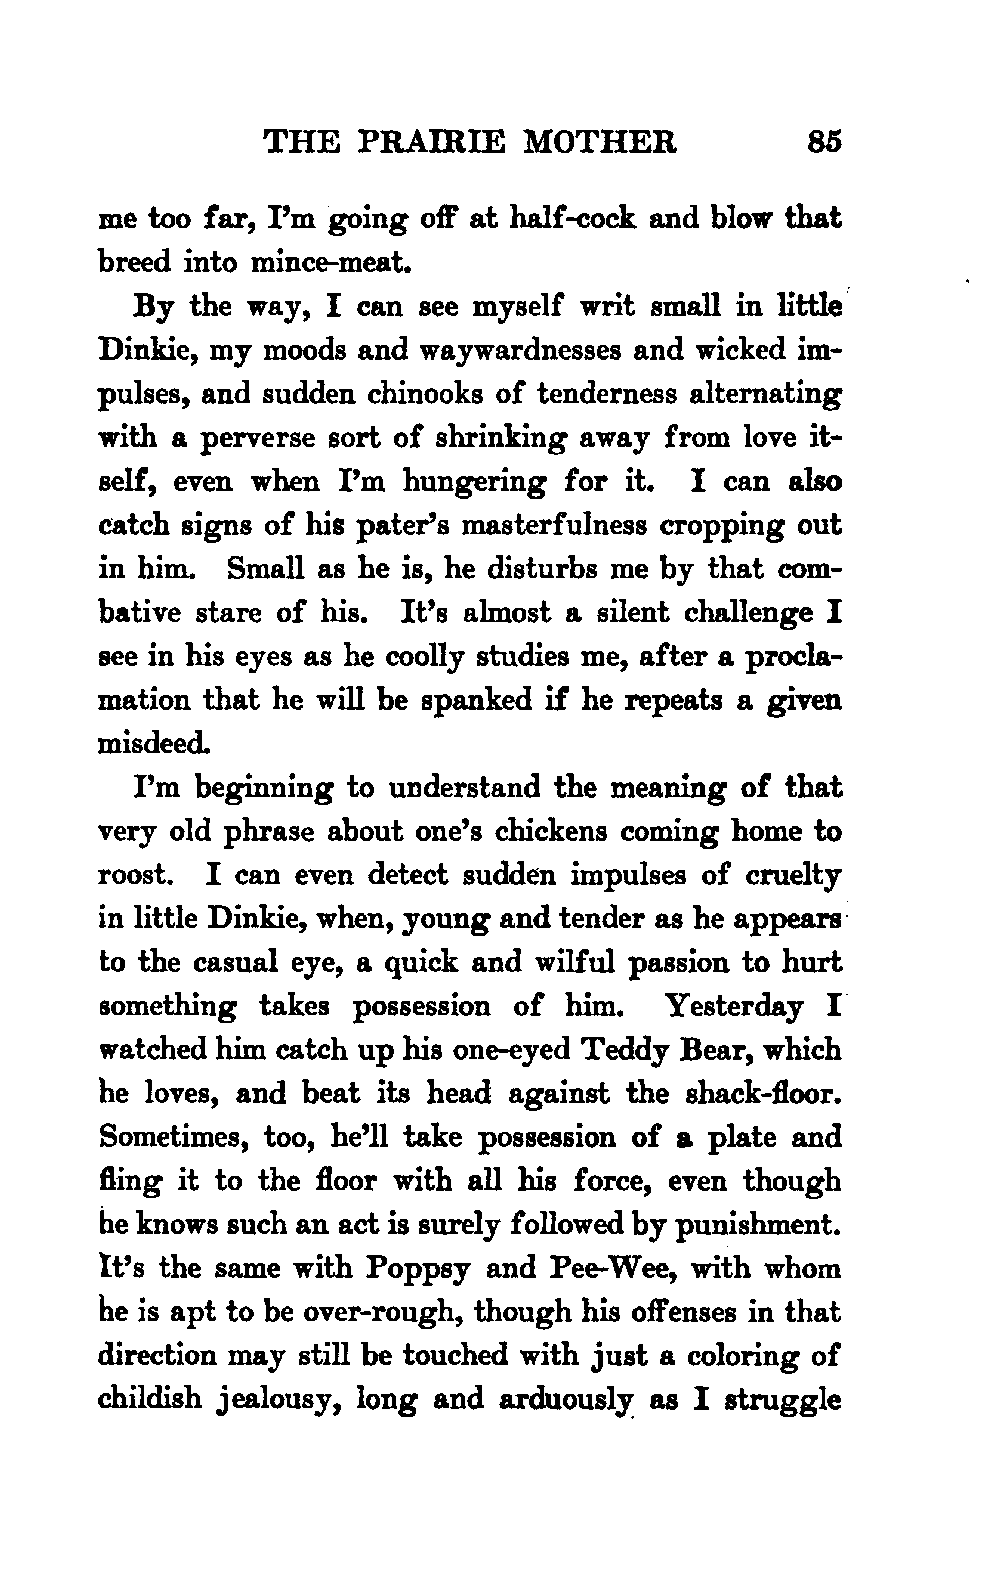 THE PRAIRIE MOTHER 85
me too far, I'm going off at half-cock and blow that
breed into mince-meat.
By the way, I can see myself writ small in little
Dinkie, my moods and waywardnesses and wicked im-
pulses, and sudden chinooks of tenderness alternating
with a perverse sort of shrinking away from love it-
self, even when I'm hungering for it. I can also
catch signs of his pater's masterfulness cropping out
in him. Small as he is, he disturbs me by that com-
bative stare of his. It's almost a silent challenge I
see in his eyes as he coolly studies me, after a procla-
mation that he will be spanked if he repeats a given
misdeed.
I'm beginning to understand the meaning of that
very old phrase about one's chickens coming home to
roost. I can even detect sudden impulses of cruelty
in little Dinkie, when, young and tender as he appears
to the casual eye, a quick and wilful passion to hurt
something takes possession of him. Yesterday I
watched him catch up his one-eyed Teddy Bear, which
he loves, and beat its head against the shack-floor.
Sometimes, too, he'll take possession of a plate and
fling it to the floor with all his force, even though
he knows such an act is surely followed by punishment.
It's the same with Poppsy and Pee-Wee, with whom
he is apt to be over-rough, though his offenses in that
direction may still be touched with just a coloring of
childish jealousy, long and arduously as I struggle